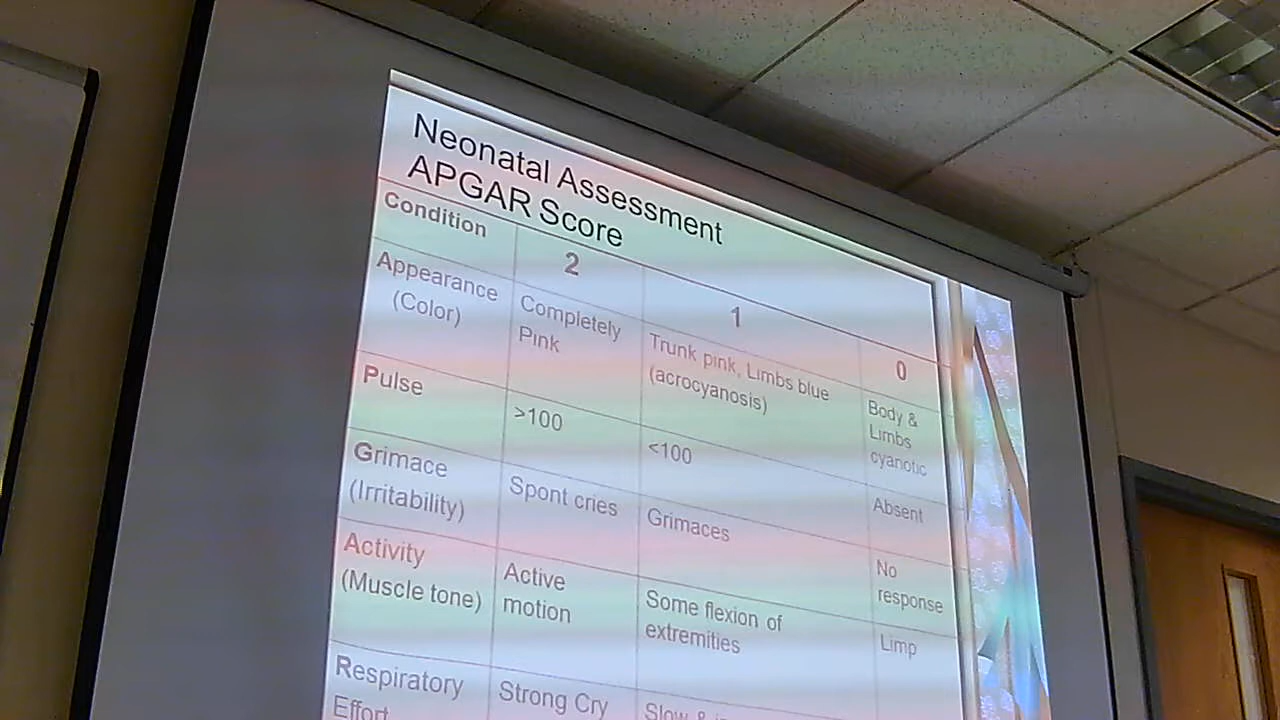 Neonatal Assessment
APGAR Score
Condition
2
1
0
Appearance
(Color)
Completely
Pink
Trunk pink, Limbs blue
(acrocyanosis)
Body &
Limbs
cyanotic
Pulse
>100
<100
Absent
Grimace
(Irritability)
Spont cries
Grimaces
No
response
Activity
(Muscle tone)
Active
motion
Some flexion of
extremities
Limp
Respiratory
Effort
Strong Cry
Slow &